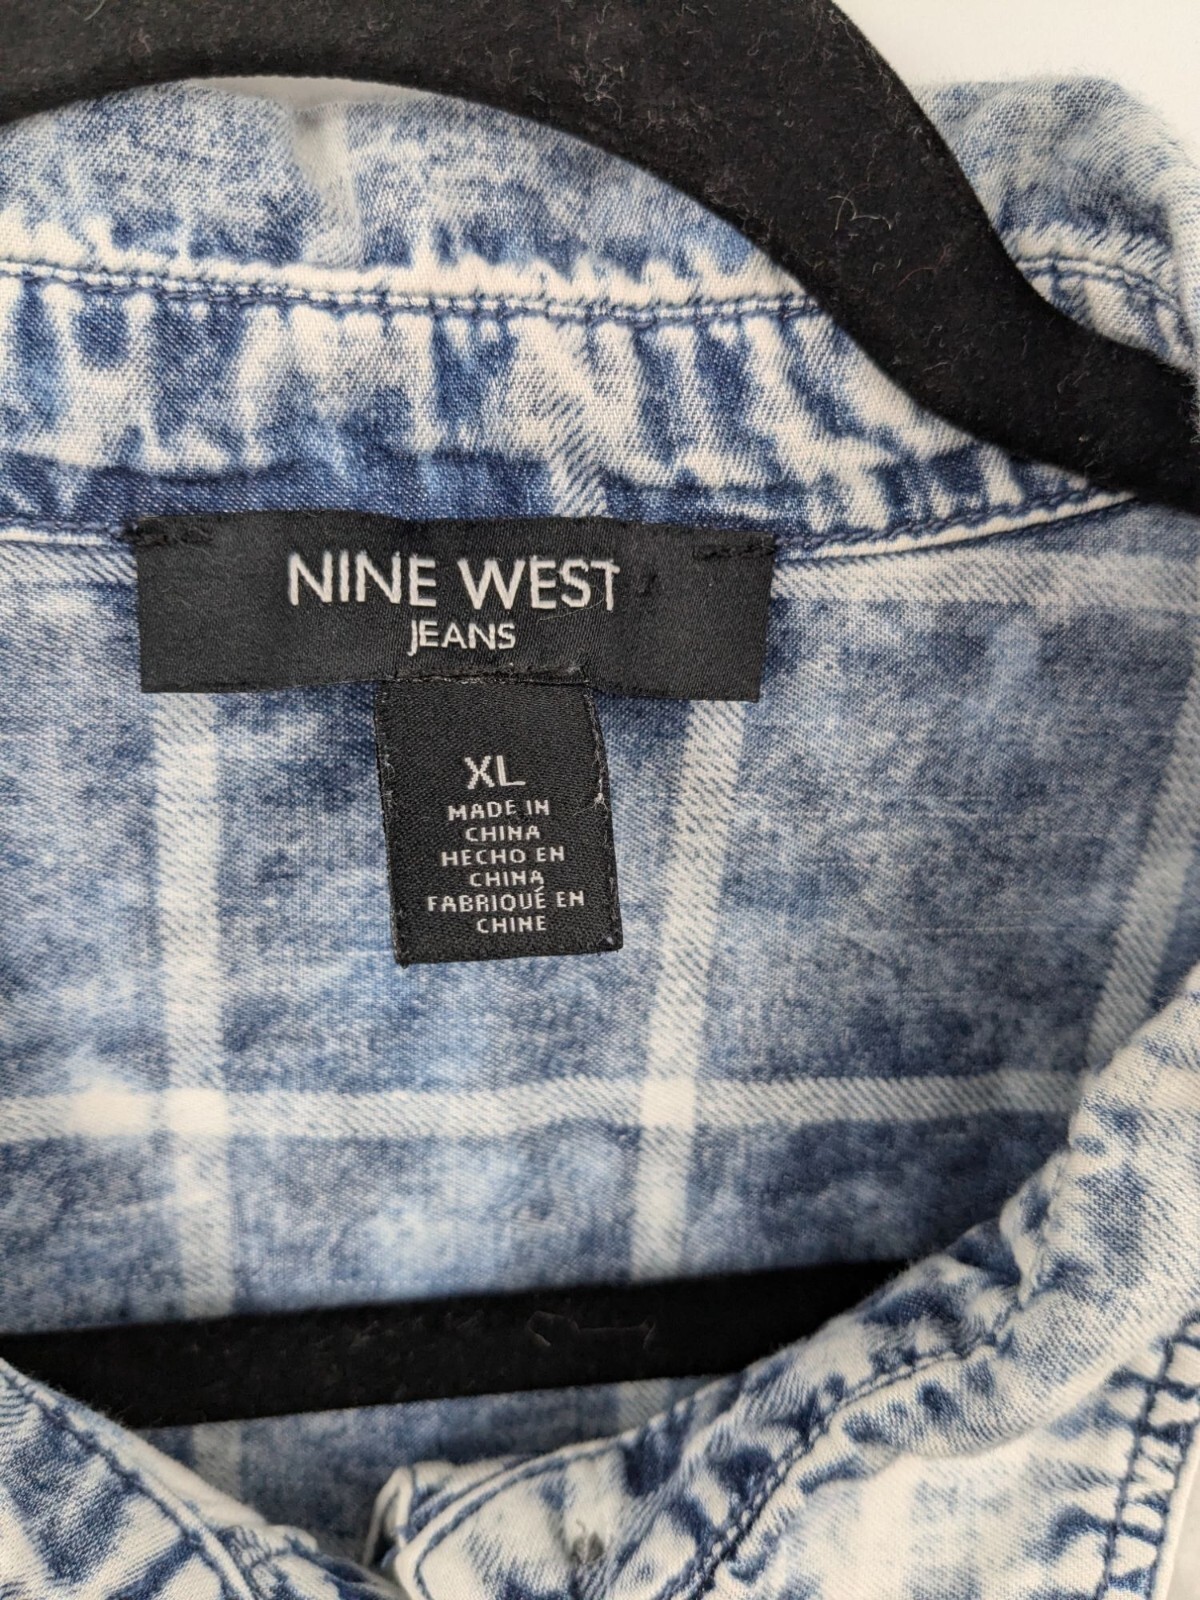 NINE WEST
JEANS
XL
MADE IN
CHINA
HECHO EN
CHINA
FABRIQUÉ EN
CHINE